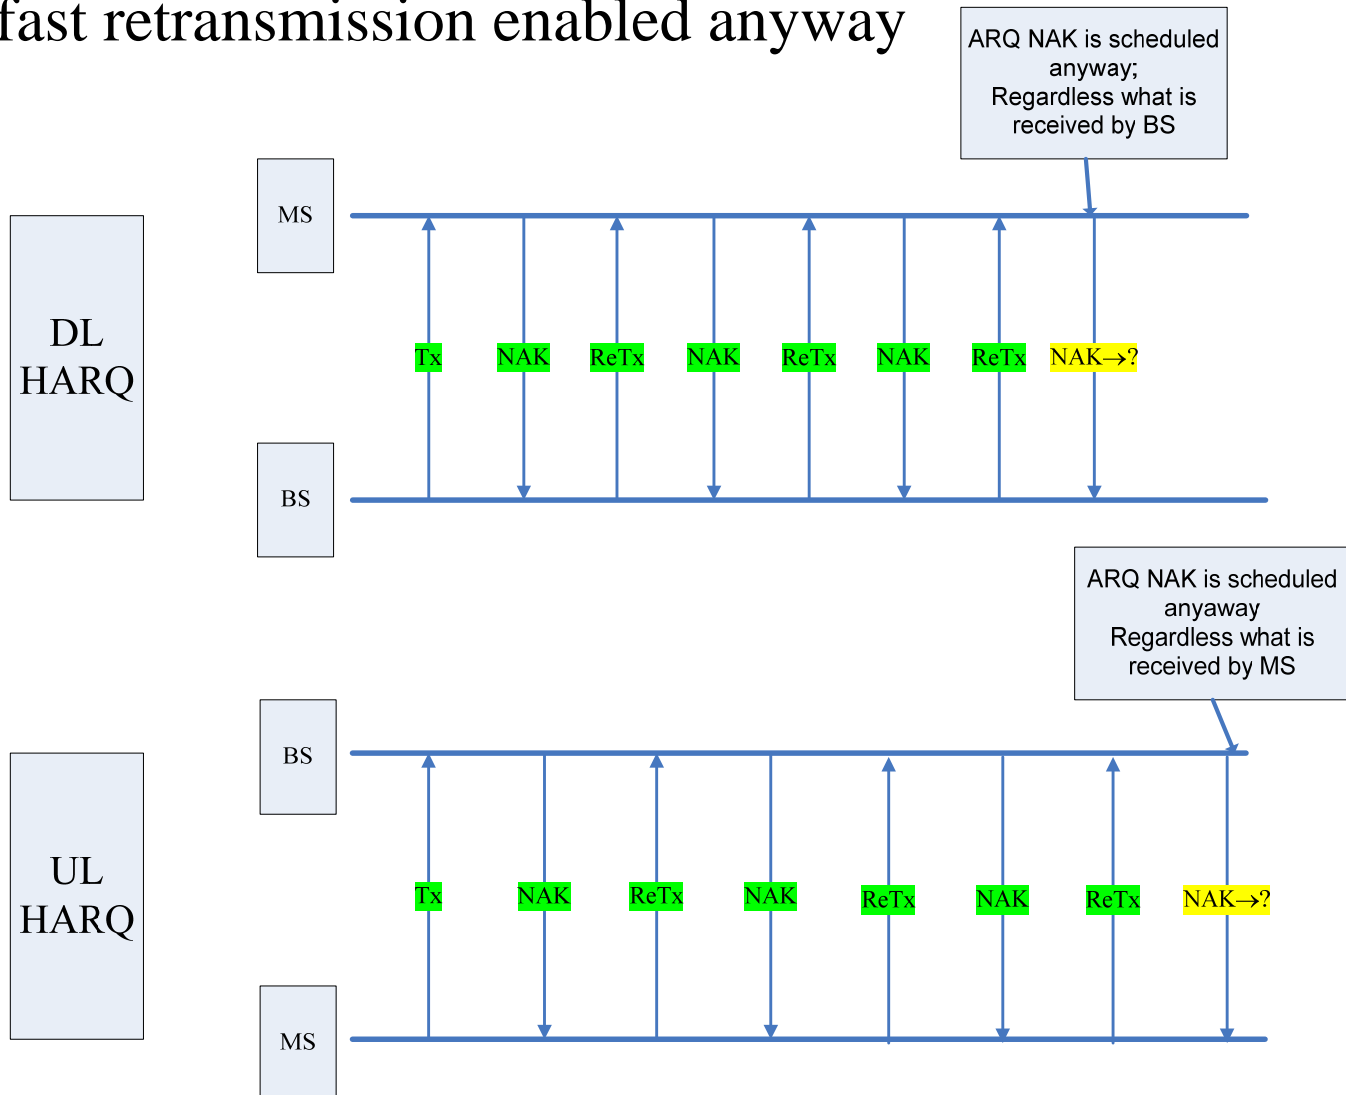 fast retransmission enabled anyway
ARQ NAK is scheduled
anyway;
Regardless what is
received by BS
MS
DL
HARQ
Tx
NAK
ReTx
NAK
ReTx
NAK
ReTx
NAK→?
BS
ARQ NAK is scheduled
anyaway
Regardless what is
received by MS
BS
UL
HARQ
Tx
NAK
ReTx
NAK
ReTx
NAK
ReTx
NAK→?
MS